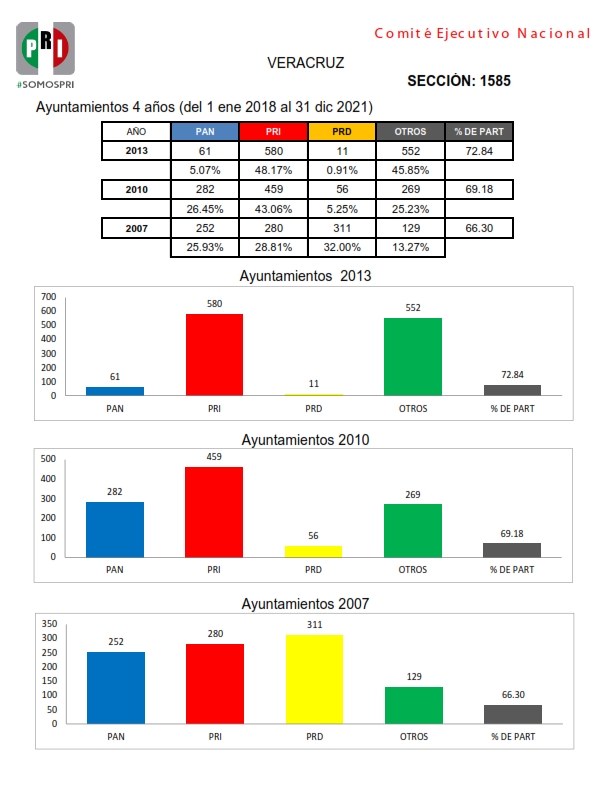 PRI
#SOMOSPRI
Comité Ejecutivo Nacional
VERACRUZ
SECCIÓN: 1585
Ayuntamientos 4 años (del 1 ene 2018 al 31 dic 2021)
AÑO PAN PRI PRD OTROS % DE PART
2013 61 580 11 552 72.84
5.07% 48.17% 0.91% 45.85%
2010 282 459 56 269 69.18
26.45% 43.06% 5.25% 25.23%
2007 252 280 311 129 66.30
25.93% 28.81% 32.00% 13.27%
Ayuntamientos 2013
700
600
500
400
300
200
100
0
61 580 11 552 72.84
PAN PRI PRD OTROS % DE PART
Ayuntamientos 2010
500
400
300
200
100
0
282 459 56 269 69.18
PAN PRI PRD OTROS % DE PART
Ayuntamientos 2007
350
300
250
200
150
100
50
0
252 280 311 129 66.30
PAN PRI PRD OTROS % DE PART